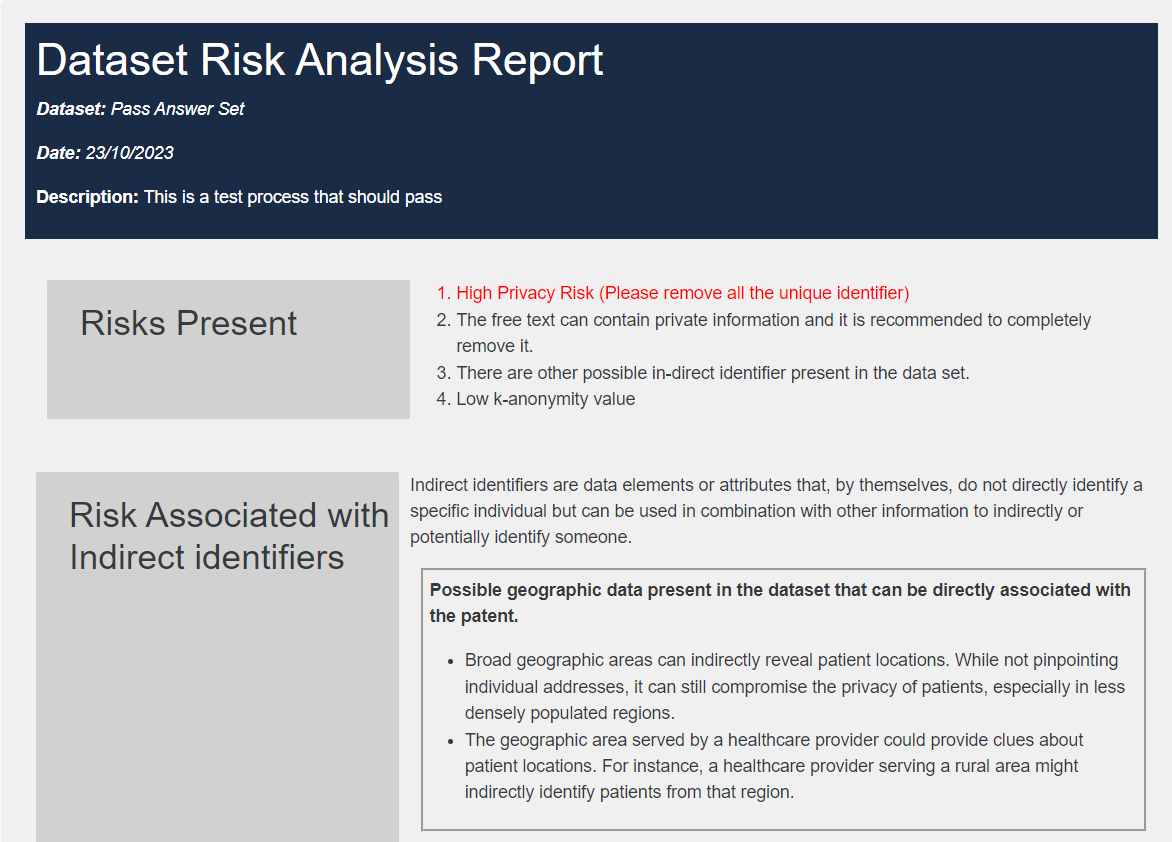 Dataset Risk Analysis Report
Dataset: Pass Answer Set
Date: 23/10/2023
Description: This is a test process that should pass
Risks Present
1. High Privacy Risk (Please remove all the unique identifier)
2. The free text can contain private information and it is recommended to completely
remove it.
3. There are other possible in-direct identifier present in the data set.
4. Low k-anonymity value
Risk Associated with
Indirect identifiers
Indirect identifiers are data elements or attributes that, by themselves, do not directly identify a
specific individual but can be used in combination with other information to indirectly or
potentially identify someone.
Possible geographic data present in the dataset that can be directly associated with
the patent.
• Broad geographic areas can indirectly reveal patient locations. While not pinpointing
individual addresses, it can still compromise the privacy of patients, especially in less
densely populated regions.
• The geographic area served by a healthcare provider could provide clues about
patient locations. For instance, a healthcare provider serving a rural area might
indirectly identify patients from that region.